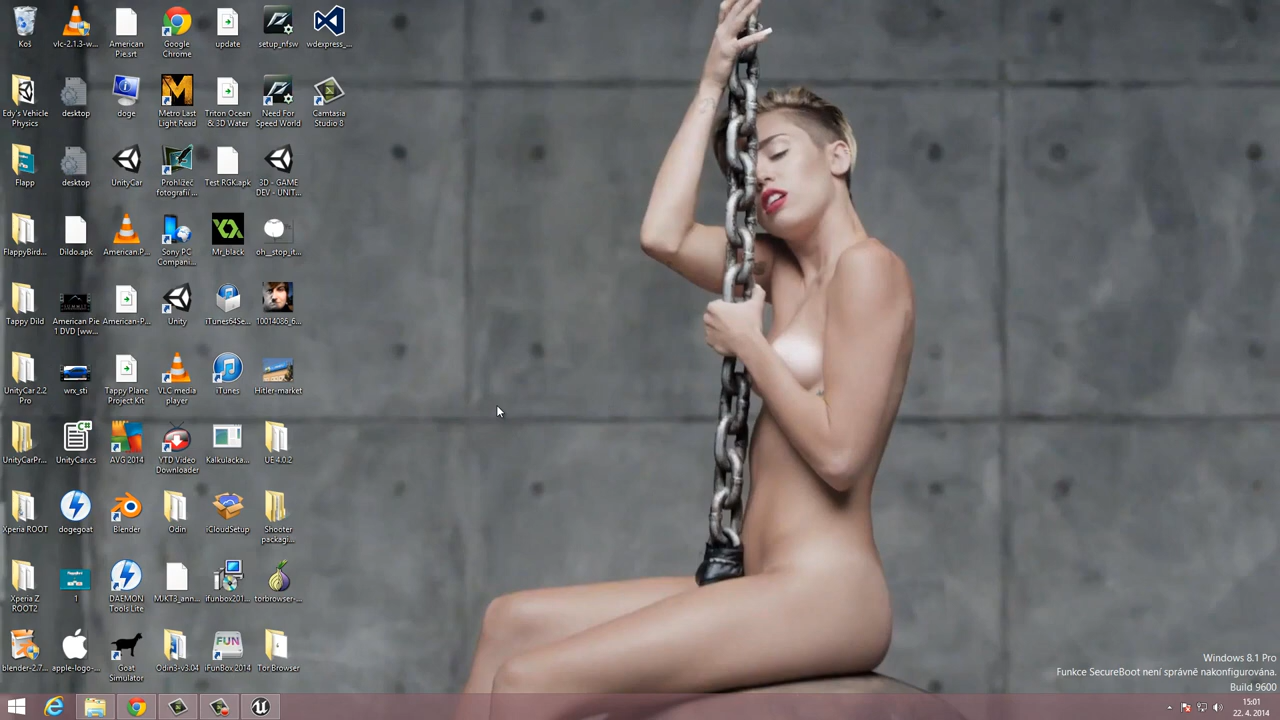 Koš
vlc-2.1.3-w...
American
Pie.srt
Google
Chrome
update
setup_nfsw
wdexpress_...
Edy's Vehicle
Physics
desktop
doge
Metro Last
Light Read
Triton Ocean
& 3D Water
Need For
Speed World
Camtasia
Studio 8
Flapp
desktop
UnityCar
Prohlížeč
fotografií ...
Test RGK.apk
3D - GAME
DEV - UNIT...
FlappyBird...
Dildo.apk
American.P...
Sony PC
Compani...
Mr_black
oh__stop_it...
Tappy Dild
American Pie
1 DVD [ww...
American-P...
Unity
iTunes64Se...
10014086_6...
UnityCar 2.2
Pro
wrx_sti
Tappy Plane
Project Kit
VLC media
player
iTunes
Hitler-market
UnityCarPr...
UnityCar.cs
AVG 2014
YTD Video
Downloader
Kalkulacka...
UE 4.0.2
Xperia ROOT
dogegoat
Blender
Odin
iCloudSetup
Shooter
packagi...
Xperia Z
ROOT2
1
DAEMON
Tools Lite
MJKT3_ann...
ifunbox201...
torbrowser-...
blender-2.7...
apple-logo-...
Goat
Simulator
Odin3-v3.04
FUN
iFunBox 2014
Tor Browser
Windows 8.1 Pro
Funkce SecureBoot není správně nakonfigurována.
Build 9600
15:01
22. 4. 2014